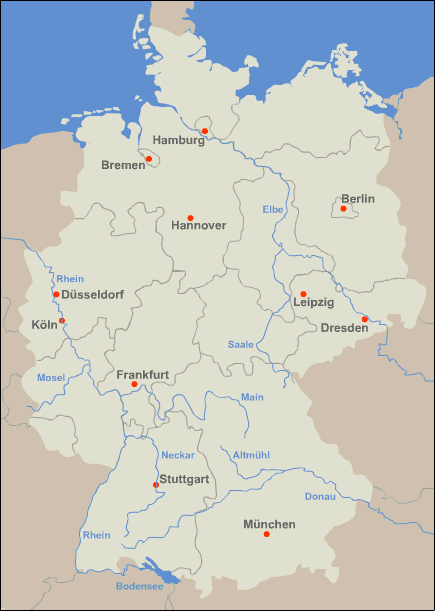 Hamburg
Bremen
Berlin
Elbe
Hannover
Rhein
Düsseldorf
Leipzig
Köln
Dresden
Saale
Frankfurt
Mosel
Main
Neckar
Altmühl
Stuttgart
Donau
München
Rhein
Bodensee